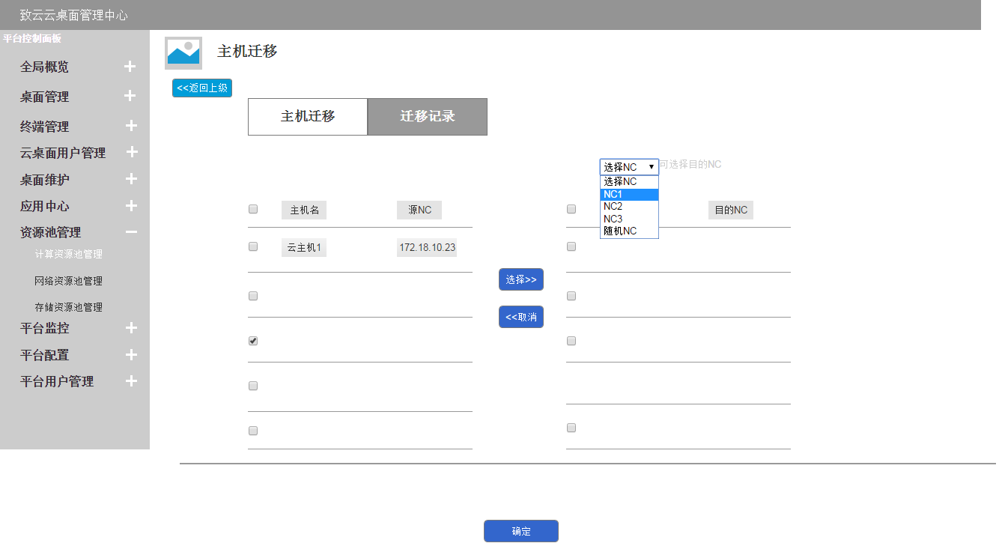 致云云桌面管理中心
平台控制面板
全局概览
桌面管理
终端管理
云桌面用户管理
桌面维护
应用中心
资源池管理
计算资源池管理
网络资源池管理
存储资源池管理
平台监控
平台配置
平台用户管理
主机迁移
<<返回上级
主机迁移 迁移记录
选择NC 可选择目的NC
选择NC
NC1
NC2
NC3
随机NC
主机名 源NC 目的NC
云主机1 172.18.10.23
选择>>
<<取消
确定